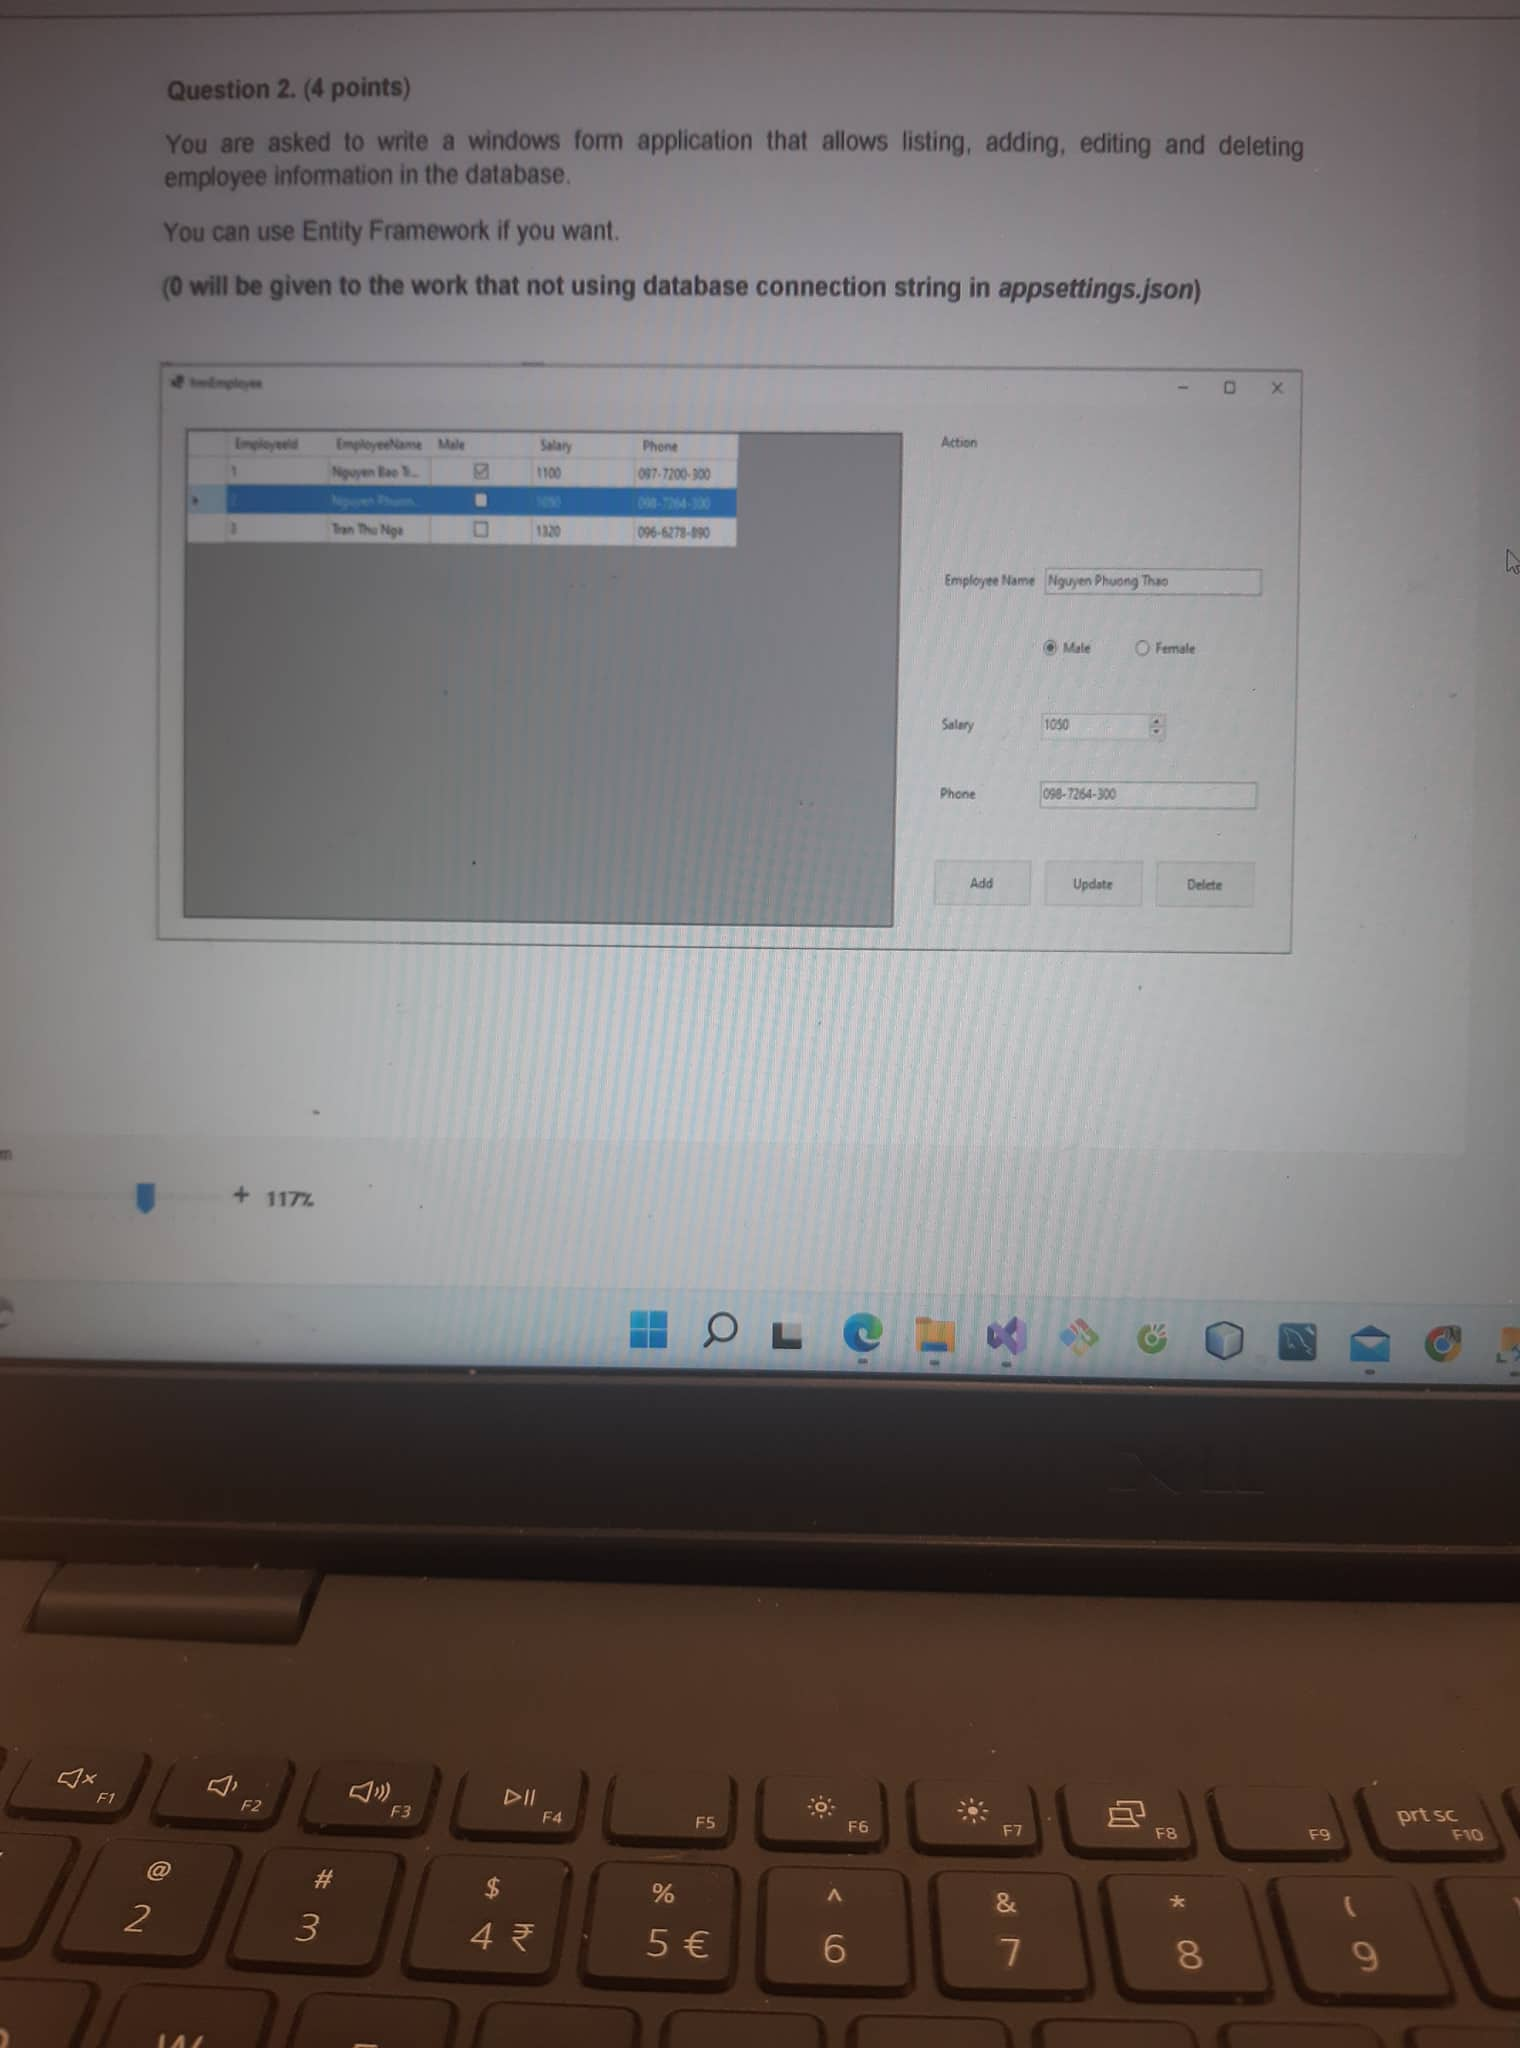 Question 2. (4 points)
You are asked to write a windows form application that allows listing, adding, editing and deleting
employee information in the database.
You can use Entity Framework if you want.
(0 will be given to the work that not using database connection string in appsettings.json)
frmEmployee
EmployeeId EmployeeName Male Salary Phone
1 Nguyen Bao T... 1100 097-7200-300
2 Nguyen Phuon... 1050 098-7264-300
3 Tran Thu Nga 1320 096-6278-890
Action
Employee Name Nguyen Phuong Thao
Male Female
Salary 1050
Phone 098-7264-300
Add Update Delete
+ 117%
F1 F2 F3 F4 F5 F6 F7 F8 F9 prt sc F10
@ # $ % ^ & * (
2 3 4 ₹ 5 € 6 7 8 9
W